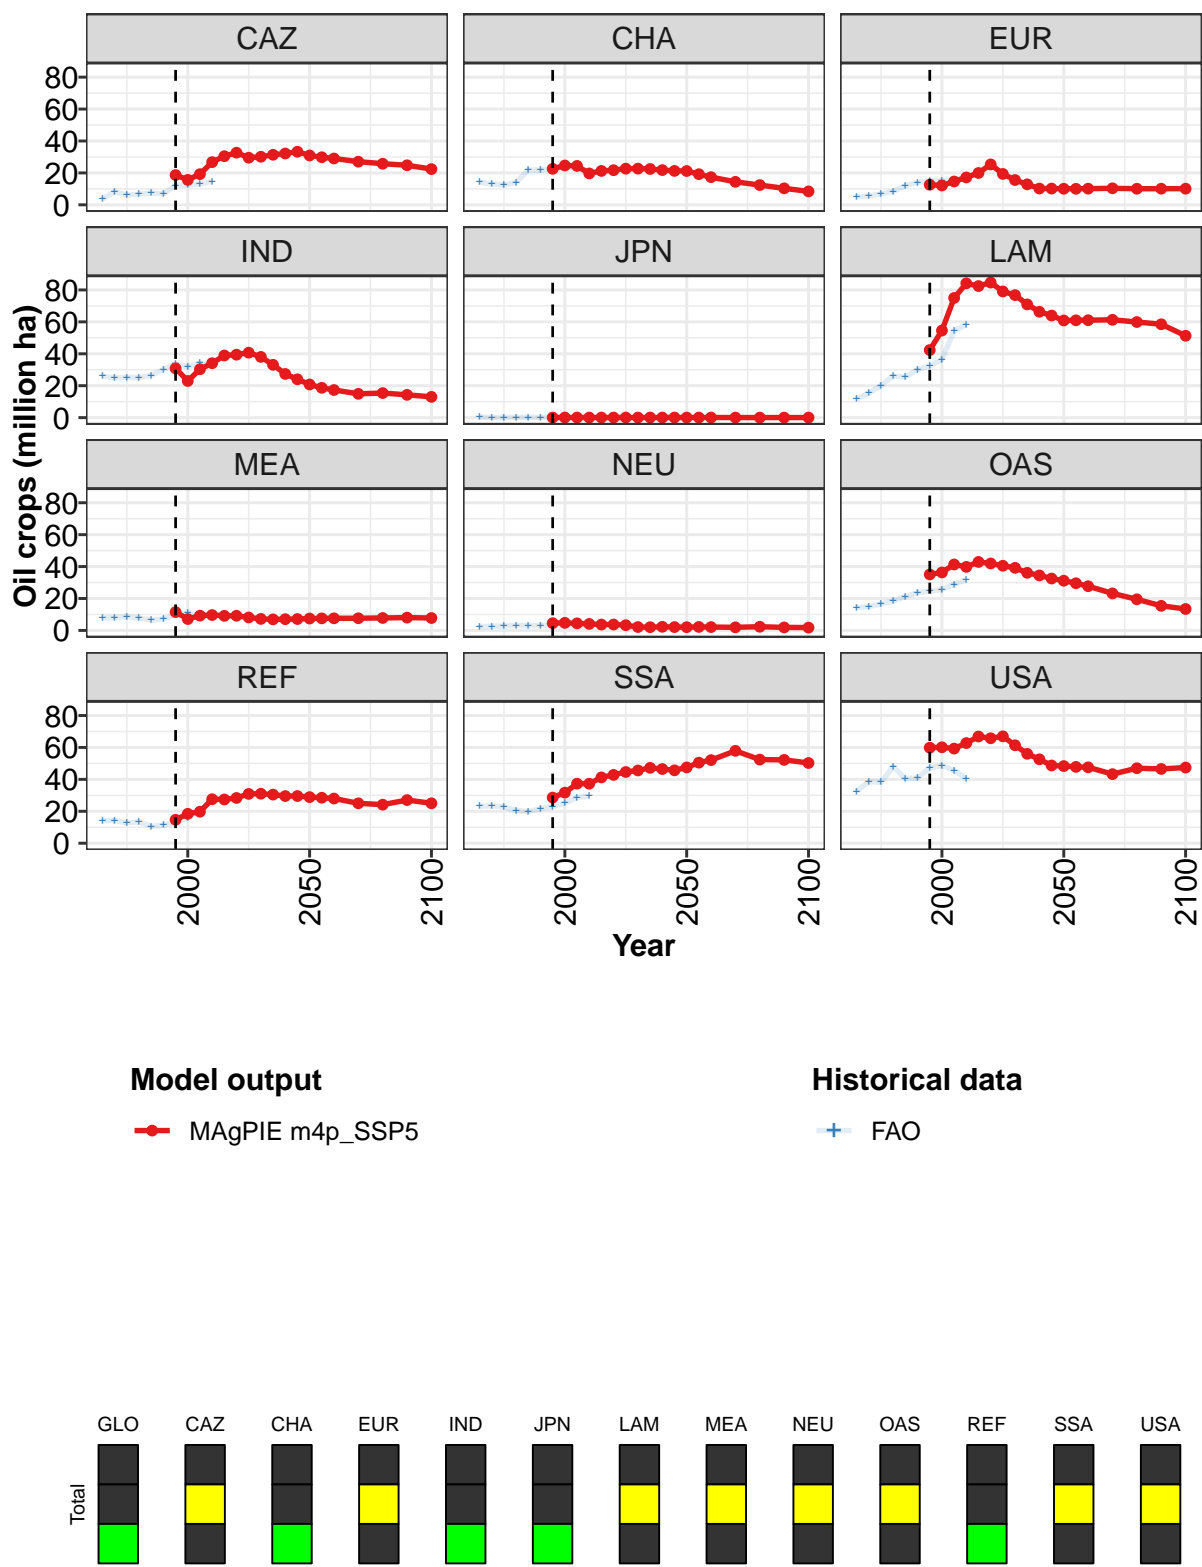 CAZ CHA EUR
80
60
40
20
0
IND JPN LAM
80
60
40
20
0
MEA NEU OAS
80
60
40
20
0
REF SSA USA
80
60
40
20
0
Oil crops (million ha)
2000 2050 2100 2000 2050 2100 2000 2050 2100
Year
Model output Historical data
MAgPIE m4p_SSP5 FAO
GLO CAZ CHA EUR IND JPN LAM MEA NEU OAS REF SSA USA
Total